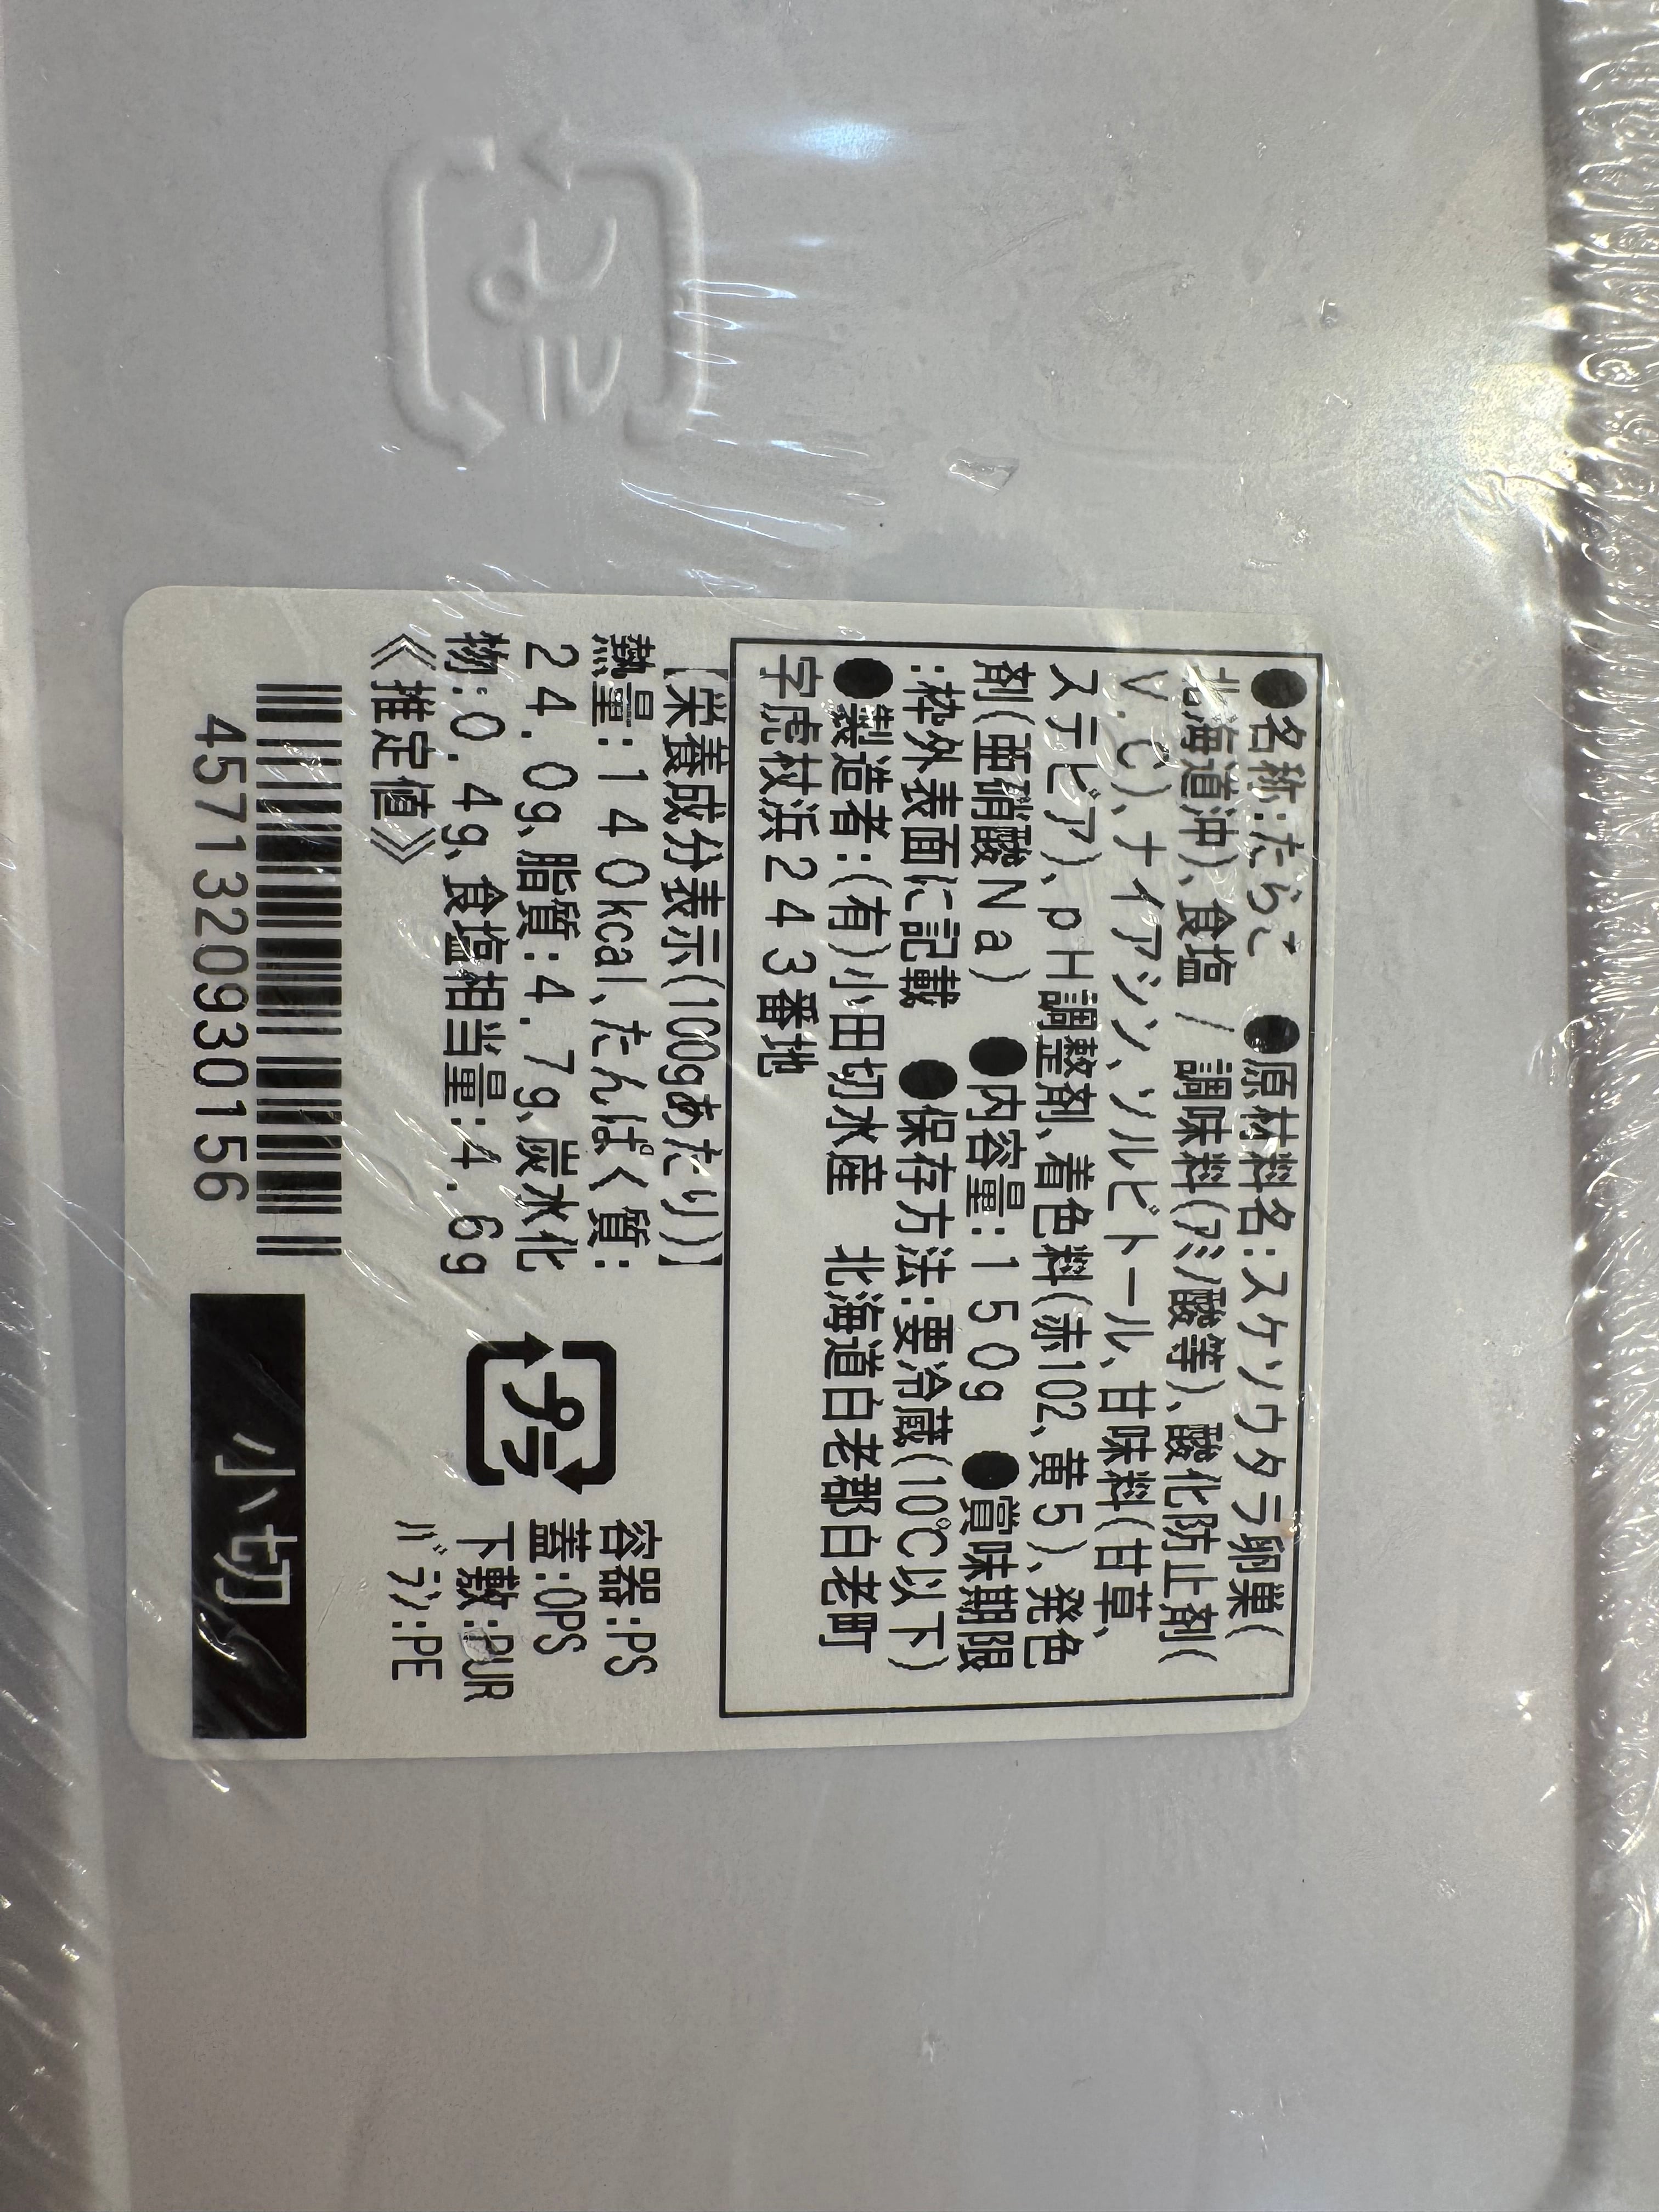 ●名称:たらこ ●原材料名:スケソウタラ卵巣(
北海道沖)、食塩 / 調味料(アミノ酸等)、酸化防止剤(
V.C)、ナイアシン、ソルビトール、甘味料(甘草、
ステビア)、pH調整剤、着色料(赤102、黄5)、発色
剤(亜硝酸Na) ●内容量:150g ●賞味期限
:枠外表面に記載 ●保存方法:要冷蔵(10℃以下)
●製造者:(有)小田切水産 北海道白老郡白老町
字虎杖浜243番地
【栄養成分表示(100gあたり)】
熱量:140kcal、たんぱく質:
24.0g、脂質:4.7g、炭水化
物:0.4g、食塩相当量:4.6g
《推定値》
プラ
容器:PS
蓋:OPS
下敷:PUR
バラン:PE
4571320930156
小切
プラ